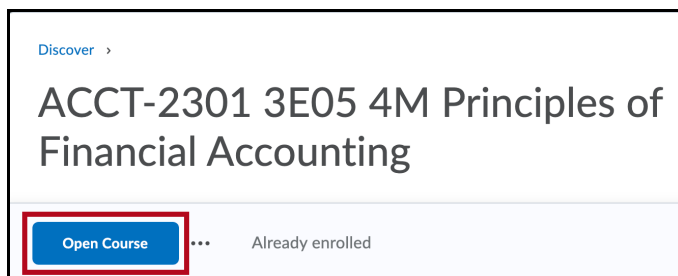 Discover >
ACCT-2301 3E05 4M Principles of
Financial Accounting
Open Course ••• Already enrolled